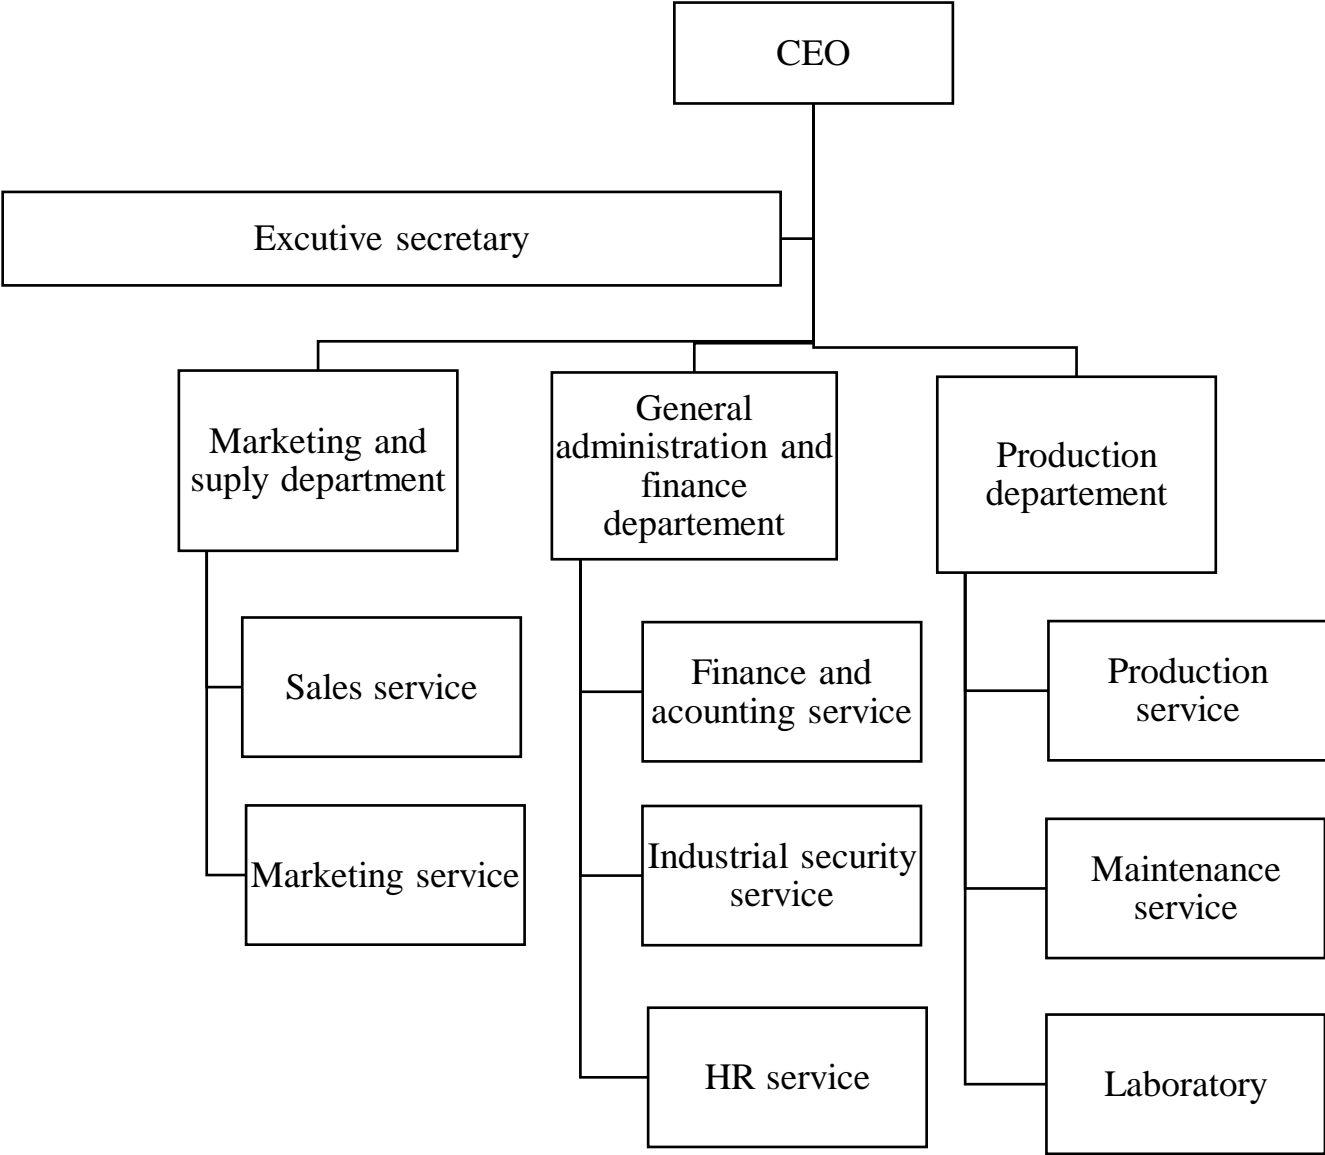 CEO
Excutive secretary
Marketing and
suply department
General
administration and
finance
departement
Production
departement
Sales service
Finance and
acounting service
Production
service
Marketing service
Industrial security
service
Maintenance
service
HR service
Laboratory